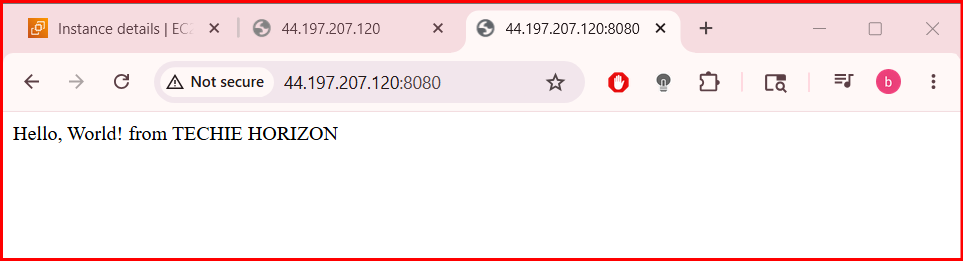 Instance details | EC2
44.197.207.120
44.197.207.120:8080
Not secure
44.197.207.120:8080
b
Hello, World! from TECHIE HORIZON